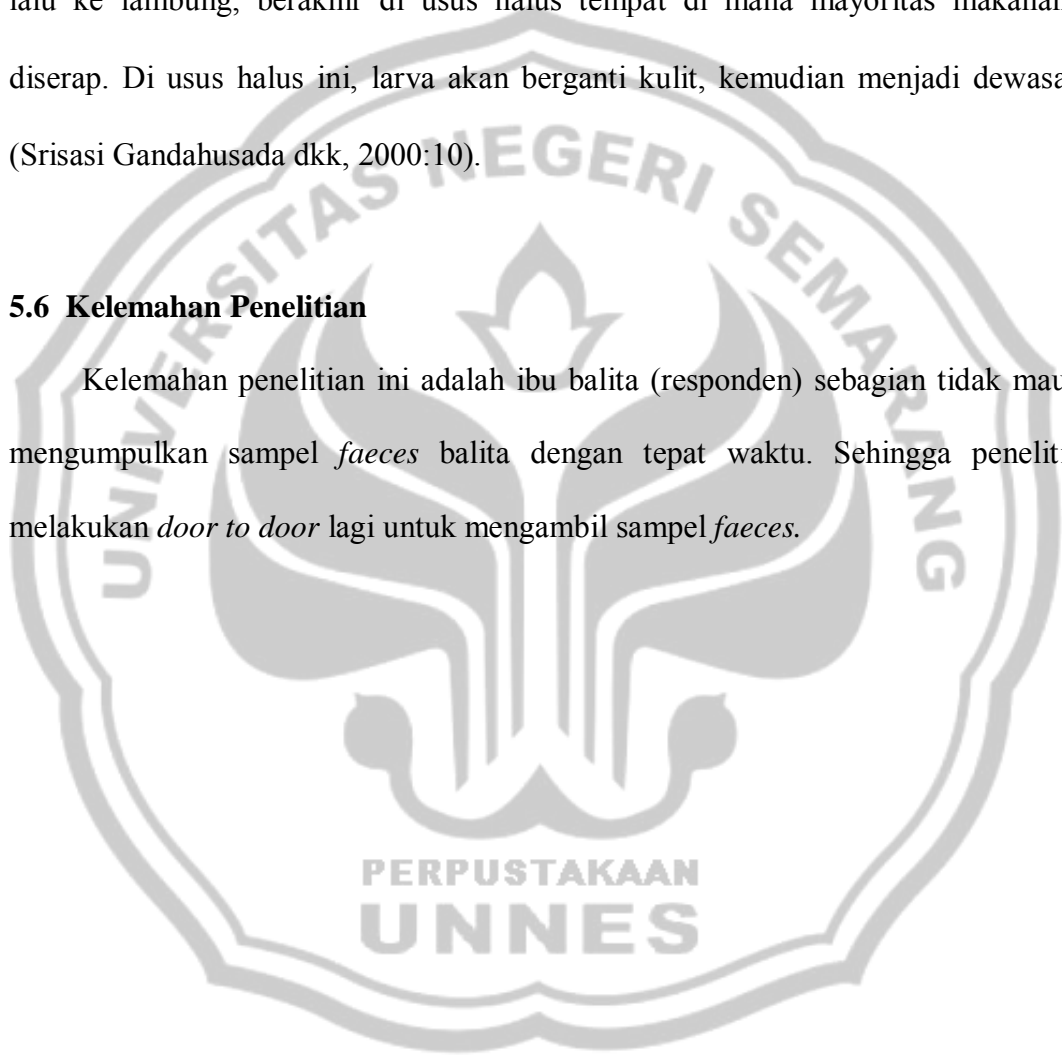 lalu ke lambung, berakhir di usus halus tempat di mana mayoritas makanan
diserap. Di usus halus ini, larva akan berganti kulit, kemudian menjadi dewasa
(Srisasi Gandahusada dkk, 2000:10).
5.6 Kelemahan Penelitian
Kelemahan penelitian ini adalah ibu balita (responden) sebagian tidak mau
mengumpulkan sampel faeces balita dengan tepat waktu. Sehingga peneliti
melakukan door to door lagi untuk mengambil sampel faeces.
UNIVERSITAS NEGERI SEMARANG
PERPUSTAKAAN
UNNES